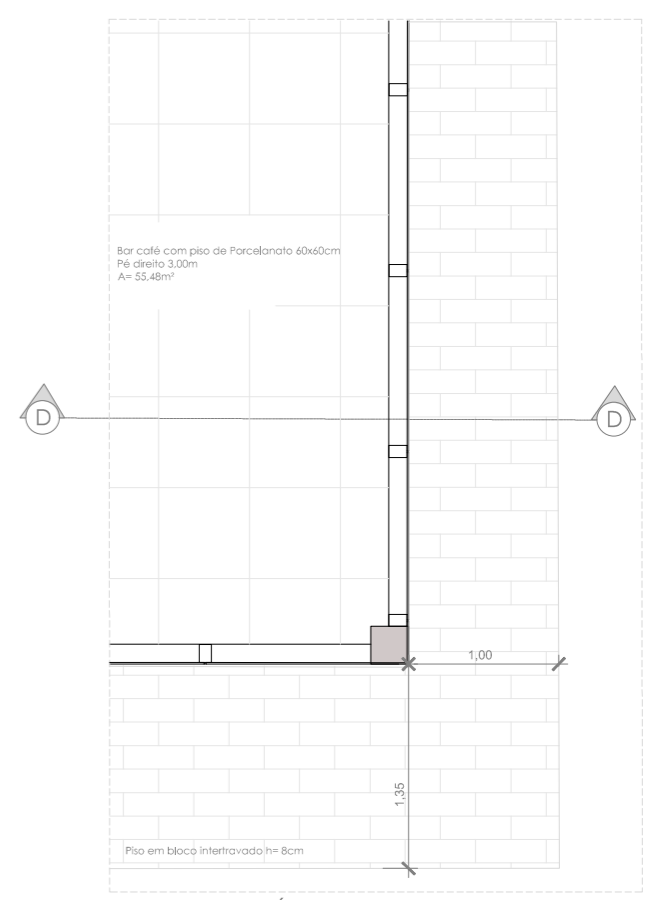 Bar café com piso de Porcelanato 60x60cm
Pé direito 3,00m
A= 55,48m²
D
D
1,00
1,35
Piso em bloco intertravado h= 8cm